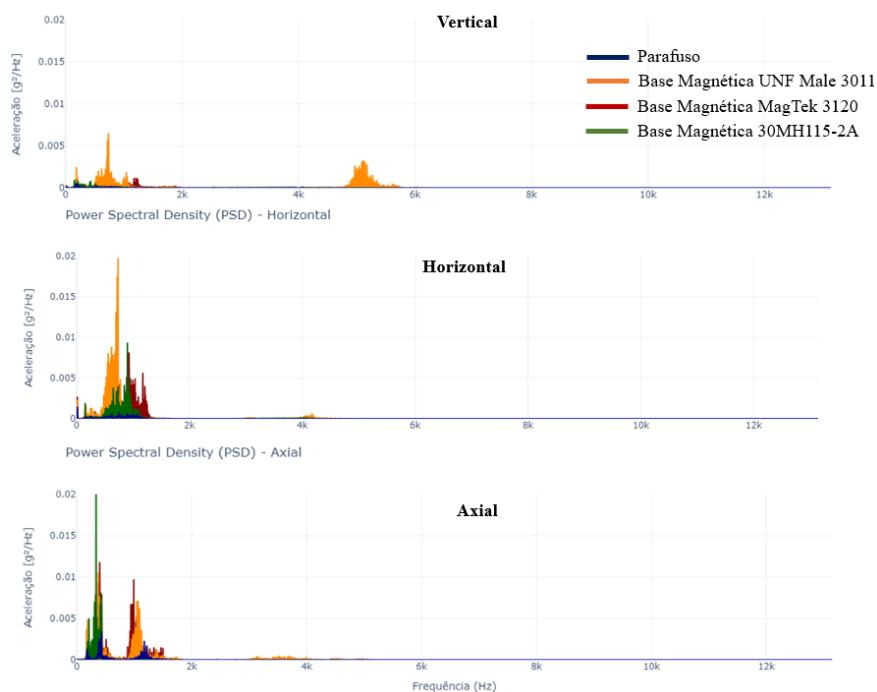 Vertical
Aceleração [g²/Hz]
0.02
0.015
0.01
0.005
0
0
2k
4k
6k
8k
10k
12k
Parafuso
Base Magnética UNF Male 3011
Base Magnética MagTek 3120
Base Magnética 30MH115-2A
Power Spectral Density (PSD) - Horizontal
Horizontal
Aceleração [g²/Hz]
0.02
0.015
0.01
0.005
0
0
2k
4k
6k
8k
10k
12k
Power Spectral Density (PSD) - Axial
Axial
Aceleração [g²/Hz]
0.02
0.015
0.01
0.005
0
0
2k
4k
6k
8k
10k
12k
Frequência (Hz)